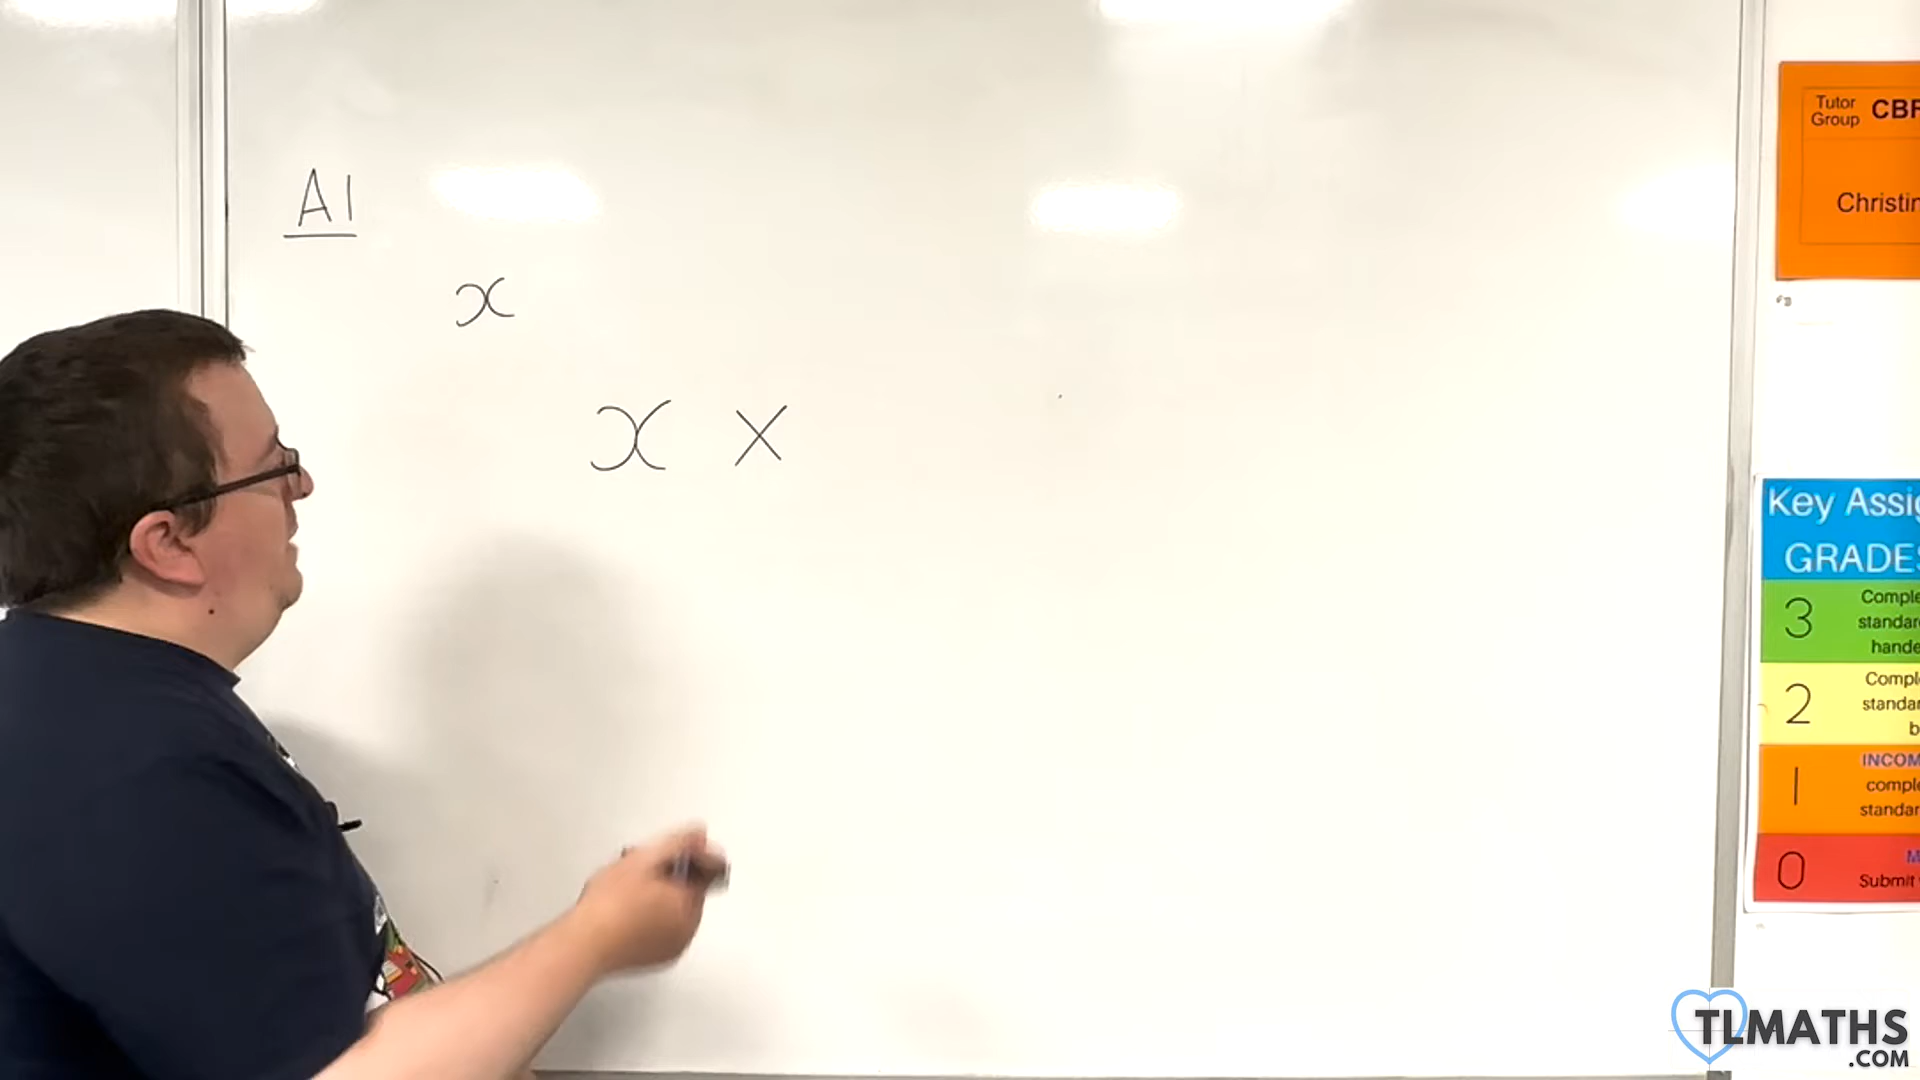 A1
x
x ×
Tutor Group CBF
Christin
Key Assig
GRADES
3 Comple
standar
hande
2 Compl
standar
b
1 INCOM
comple
standar
0 M
Submit
TLMATHS
.COM